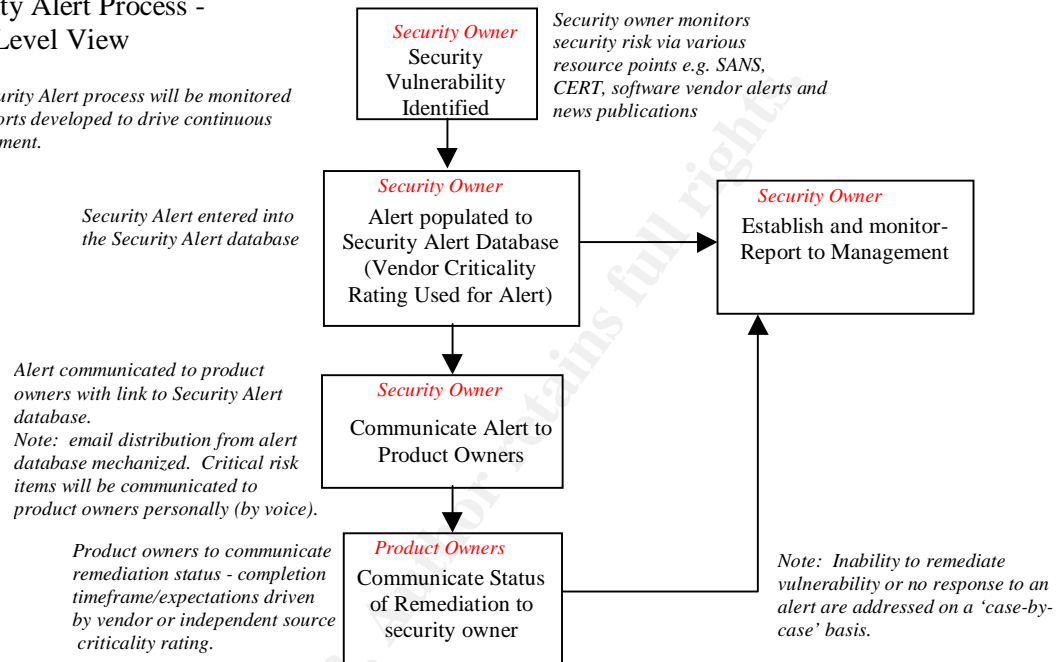 ty Alert Process -
Level View
urity Alert process will be monitored
orts developed to drive continuous
ment.
Security Owner
Security
Vulnerability
Identified
Security owner monitors
security risk via various
resource points e.g. SANS,
CERT, software vendor alerts and
news publications
Security Alert entered into
the Security Alert database
Security Owner
Alert populated to
Security Alert Database
(Vendor Criticality
Rating Used for Alert)
Security Owner
Establish and monitor-
Report to Management
Alert communicated to product
owners with link to Security Alert
database.
Note: email distribution from alert
database mechanized. Critical risk
items will be communicated to
product owners personally (by voice).
Security Owner
Communicate Alert to
Product Owners
Product owners to communicate
remediation status - completion
timeframe/expectations driven
by vendor or independent source
criticality rating.
Product Owners
Communicate Status
of Remediation to
security owner
Note: Inability to remediate
vulnerability or no response to an
alert are addressed on a ‘case-by-
case’ basis.
Author retains full rights.